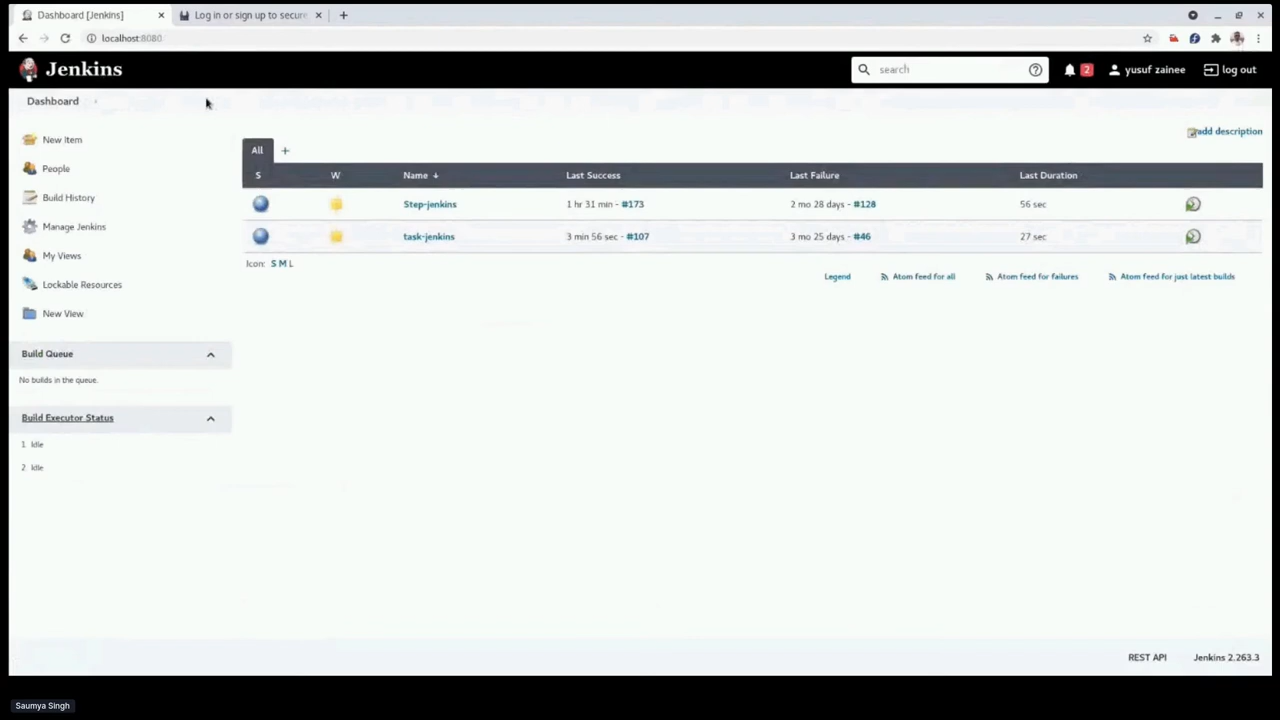 Dashboard [Jenkins]
Log in or sign up to secure
localhost:8080
Jenkins
search
2
yusuf zainee
log out
Dashboard
add description
New Item
People
Build History
Manage Jenkins
My Views
Lockable Resources
New View
Build Queue
No builds in the queue.
Build Executor Status
1 Idle
2 Idle
All +
S W Name ↓ Last Success Last Failure Last Duration
Step-jenkins 1 hr 31 min - #173 2 mo 28 days - #128 56 sec
task-jenkins 3 min 56 sec - #107 3 mo 25 days - #46 27 sec
Icon: S M L
Legend Atom feed for all Atom feed for failures Atom feed for just latest builds
REST API Jenkins 2.263.3
Saumya Singh